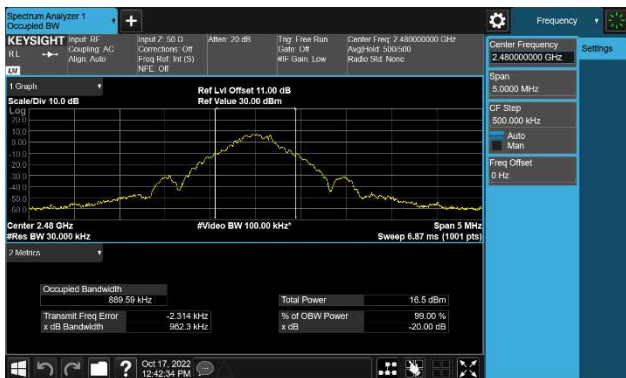 Spectrum Analyzer 1
Occupied BW
Frequency
KEYSIGHT
Input: RF
Coupling: AC
Align: Auto
Input Z: 50 Ω
Corrections: Off
Freq Ref: Int (S)
NFE: Off
Atten: 20 dB
Trig: Free Run
Gate: Off
#IF Gain: Low
Center Freq: 2.480000000 GHz
Avg|Hold: 500/500
Radio Std: None
RL
LXI
Center Frequency
2.480000000 GHz
Settings
Span
5.0000 MHz
CF Step
500.000 kHz
Auto
Man
Freq Offset
0 Hz
1 Graph
Scale/Div 10.0 dB
Ref Lvl Offset 11.00 dB
Ref Value 30.00 dBm
Log
20.0
10.0
0.00
-10.0
-20.0
-30.0
-40.0
-50.0
-60.0
Center 2.48 GHz
#Res BW 30.000 kHz
#Video BW 100.00 kHz*
Span 5 MHz
Sweep 6.87 ms (1001 pts)
2 Metrics
Occupied Bandwidth
889.59 kHz
Total Power 16.5 dBm
Transmit Freq Error -2.314 kHz
% of OBW Power 99.00 %
x dB Bandwidth 962.3 kHz
x dB -20.00 dB
?
Oct 17, 2022
12:42:34 PM